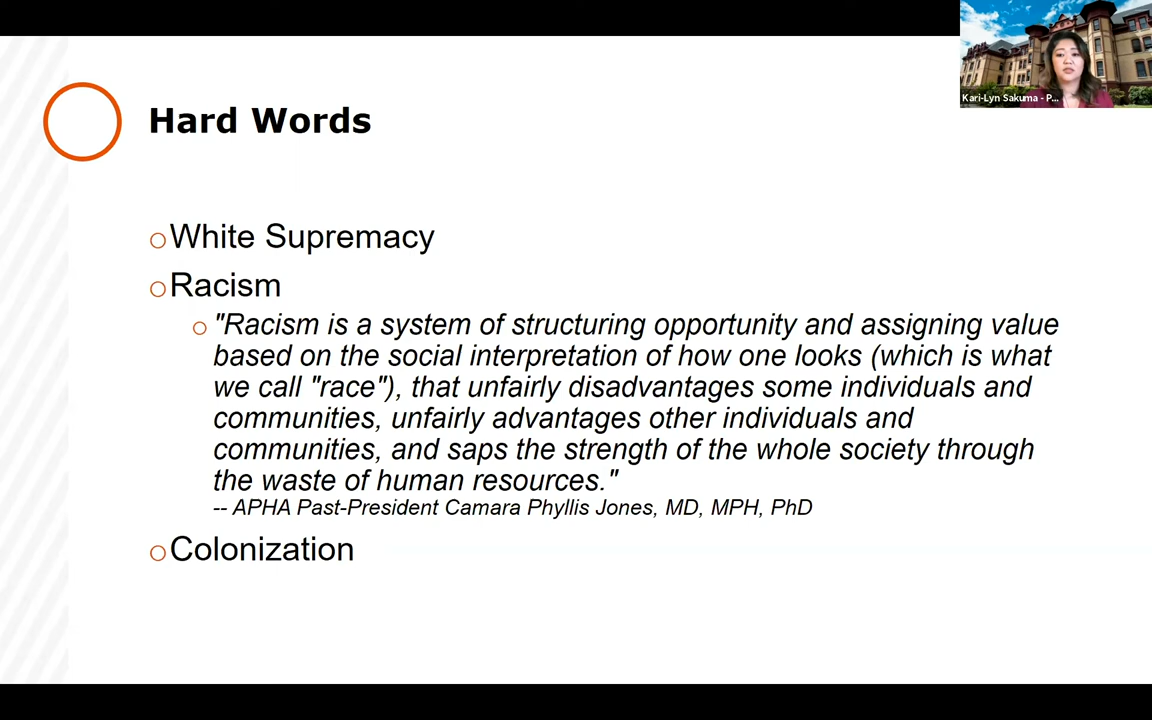 Kari-Lyn Sakuma - P...
Hard Words
White Supremacy
Racism
"Racism is a system of structuring opportunity and assigning value
based on the social interpretation of how one looks (which is what
we call "race"), that unfairly disadvantages some individuals and
communities, unfairly advantages other individuals and
communities, and saps the strength of the whole society through
the waste of human resources."
-- APHA Past-President Camara Phyllis Jones, MD, MPH, PhD
Colonization